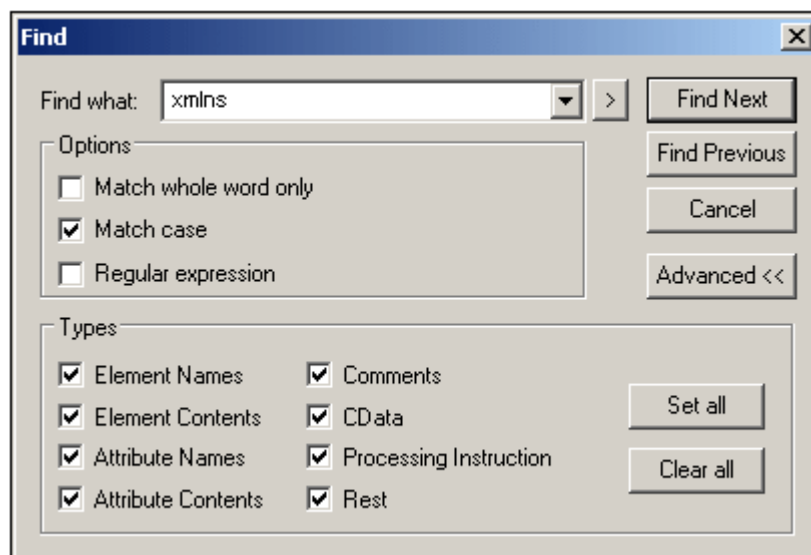 Find
Find what: xmlns > Find Next
Options Find Previous
Match whole word only
Match case Cancel
Regular expression Advanced <<
Types
Element Names Comments
Element Contents CData Set all
Attribute Names Processing Instruction Clear all
Attribute Contents Rest